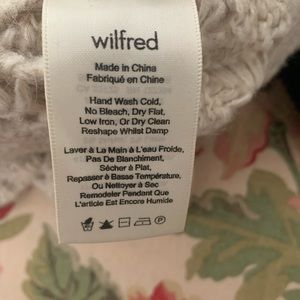 wilfred
Made in China
Fabriqué en Chine
Hand Wash Cold,
No Bleach, Dry Flat,
Low Iron, Or Dry Clean
Reshape Whilst Damp
Laver à La Main à L'eau Froide,
Pas De Blanchiment,
Sécher à Plat,
Repasser à Basse Température,
Ou Nettoyer à Sec
Remodeler Pendant Que
L'article Est Encore Humide